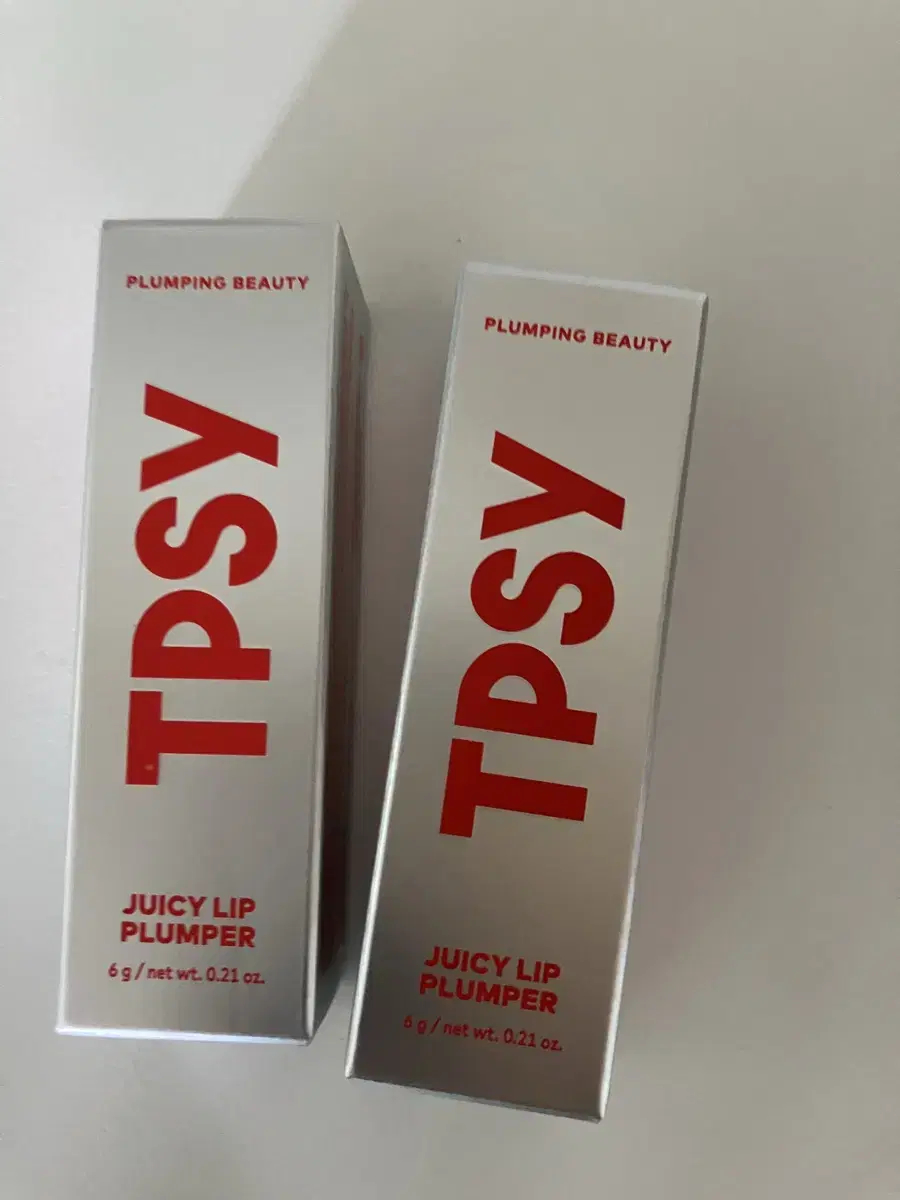 PLUMPING BEAUTY
TPSY
JUICY LIP
PLUMPER
6 g / net wt. 0.21 oz.
PLUMPING BEAUTY
TPSY
JUICY LIP
PLUMPER
6 g / net wt. 0.21 oz.